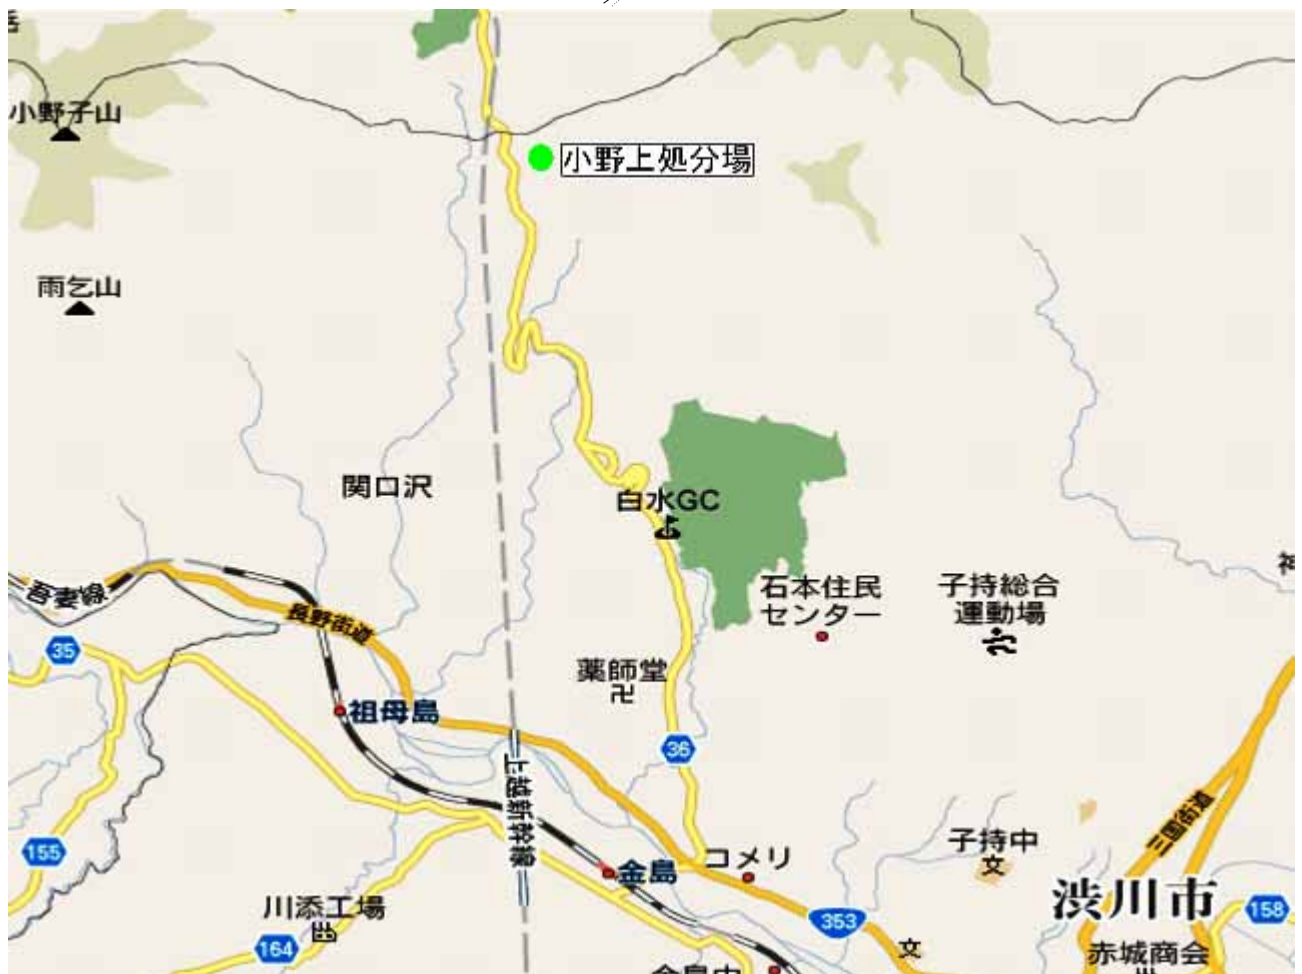 小野子山
小野上処分場
雨乞山
関口沢
白水GC
吾妻線
長野街道
石本住民
センター
子持総合
運動場
35
薬師堂
祖母島
36
上越新幹線
三国街道
155
子持中
文
コメリ
金島
渋川市
川添工場
353
158
164
文
赤城商会